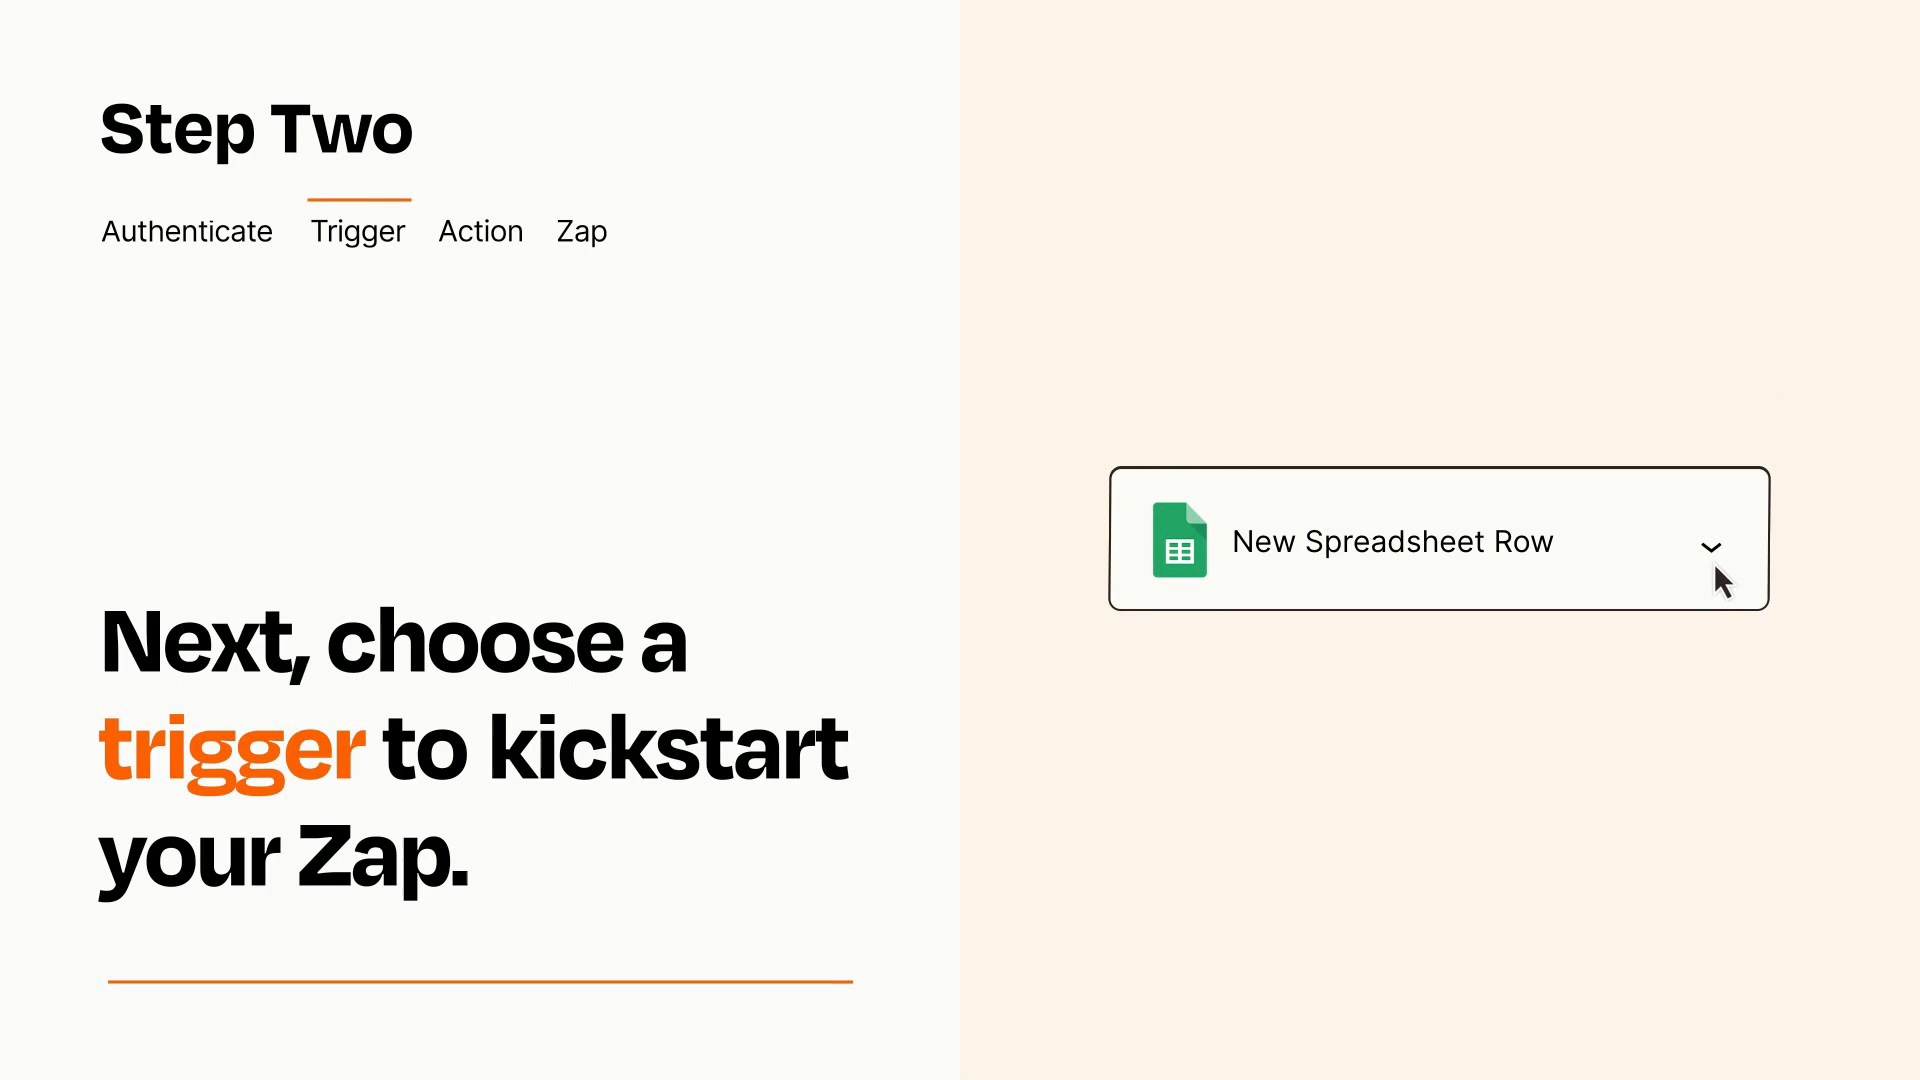 Step Two
Authenticate Trigger Action Zap
Next, choose a
trigger to kickstart
your Zap.
New Spreadsheet Row